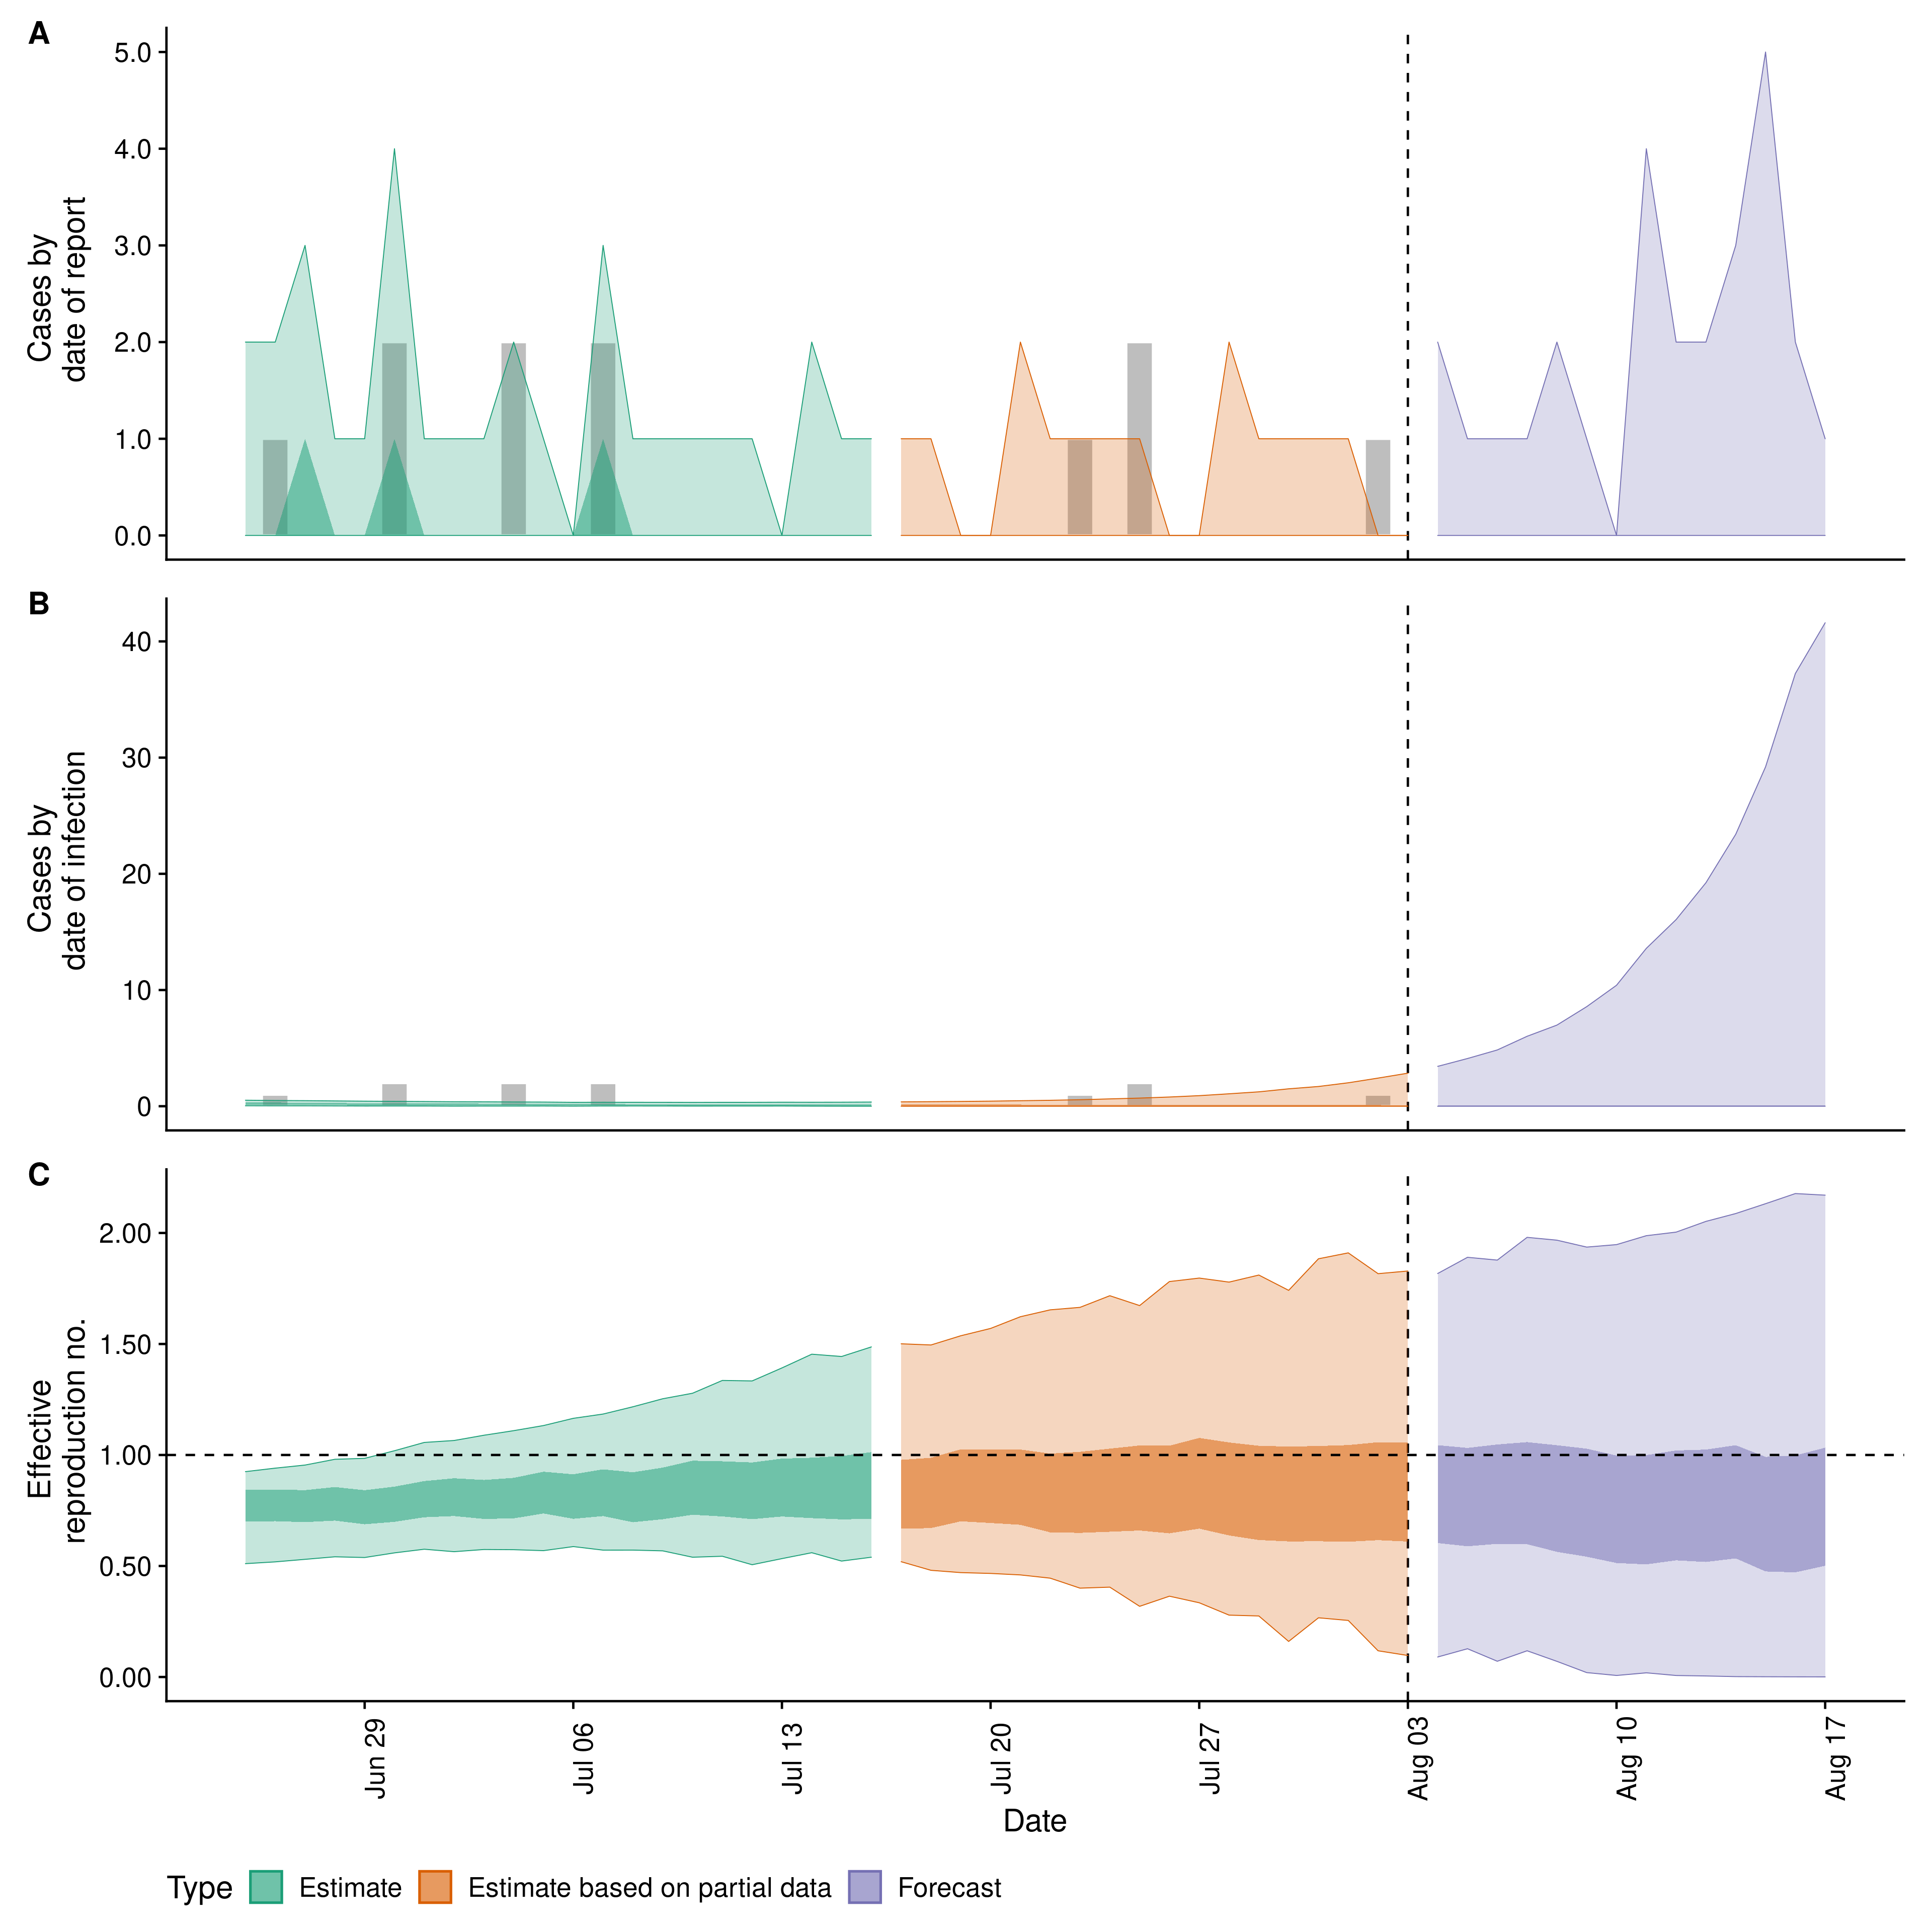 A
5.0
4.0
3.0
2.0
1.0
0.0
Cases by
date of report
B
40
30
20
10
0
Cases by
date of infection
C
2.00
1.50
1.00
0.50
0.00
Effective
reproduction no.
Jun 29
Jul 06
Jul 13
Jul 20
Jul 27
Aug 03
Aug 10
Aug 17
Date
Type Estimate Estimate based on partial data Forecast